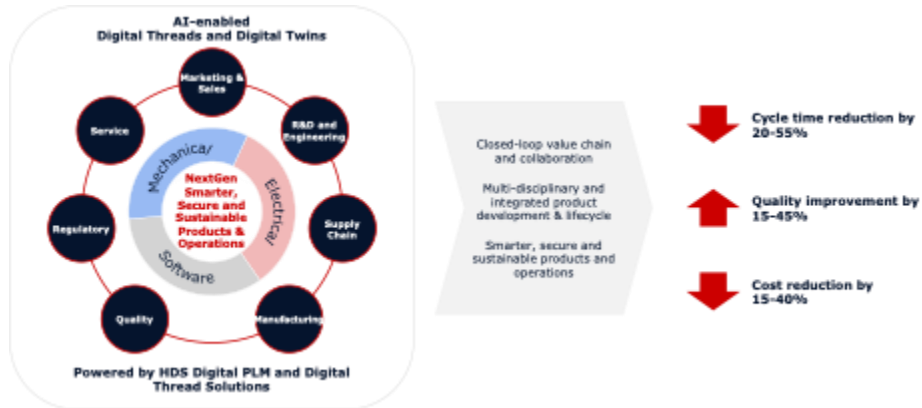 AI-enabled
Digital Threads and Digital Twins
Marketing &
Sales
Service
R&D and
Engineering
Mechanical
Electrical
Software
NextGen
Smarter,
Secure and
Sustainable
Products &
Operations
Regulatory
Supply
Chain
Quality
Manufacturing
Powered by HDS Digital PLM and Digital
Thread Solutions
Closed-loop value chain
and collaboration
Multi-disciplinary and
integrated product
development & lifecycle
Smarter, secure and
sustainable products and
operations
Cycle time reduction by
20-55%
Quality improvement by
15-45%
Cost reduction by
15-40%